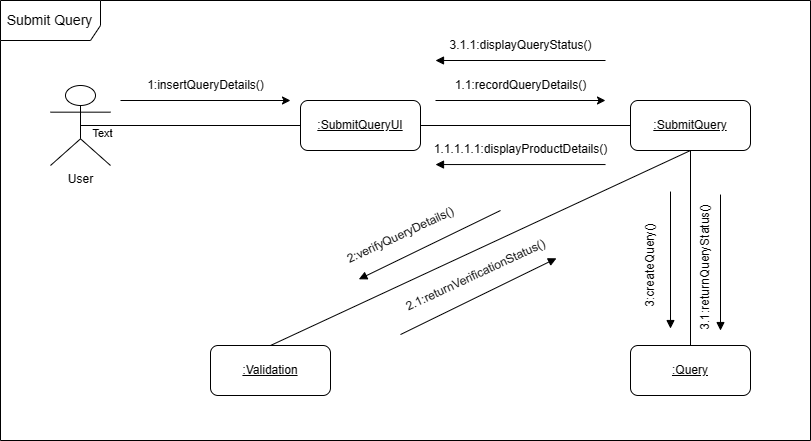 Submit Query
3.1.1:displayQueryStatus()
1:insertQueryDetails()
1.1:recordQueryDetails()
:SubmitQueryUI
:SubmitQuery
Text
1.1.1.1.1:displayProductDetails()
User
2:verifyQueryDetails()
2.1:returnVerificationStatus()
3:createQuery()
3.1:returnQueryStatus()
:Validation
:Query